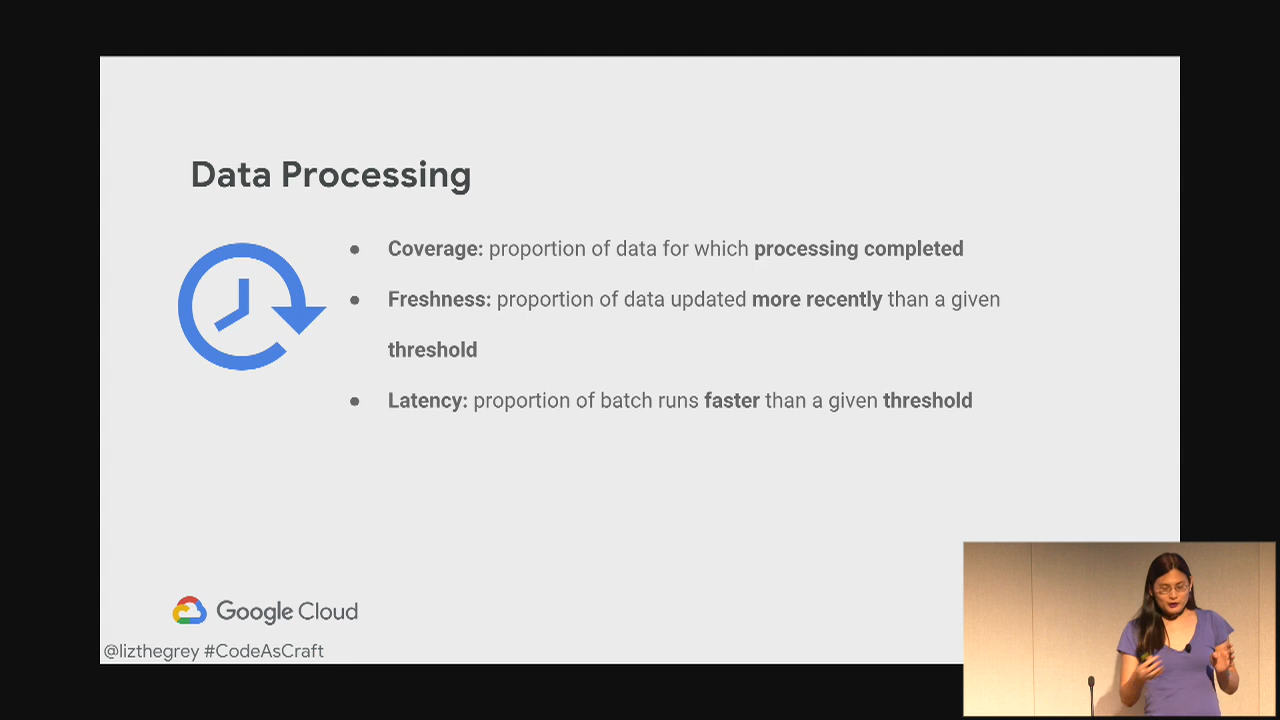 Data Processing
● Coverage: proportion of data for which processing completed
● Freshness: proportion of data updated more recently than a given
threshold
● Latency: proportion of batch runs faster than a given threshold
Google Cloud
@lizthegrey #CodeAsCraft